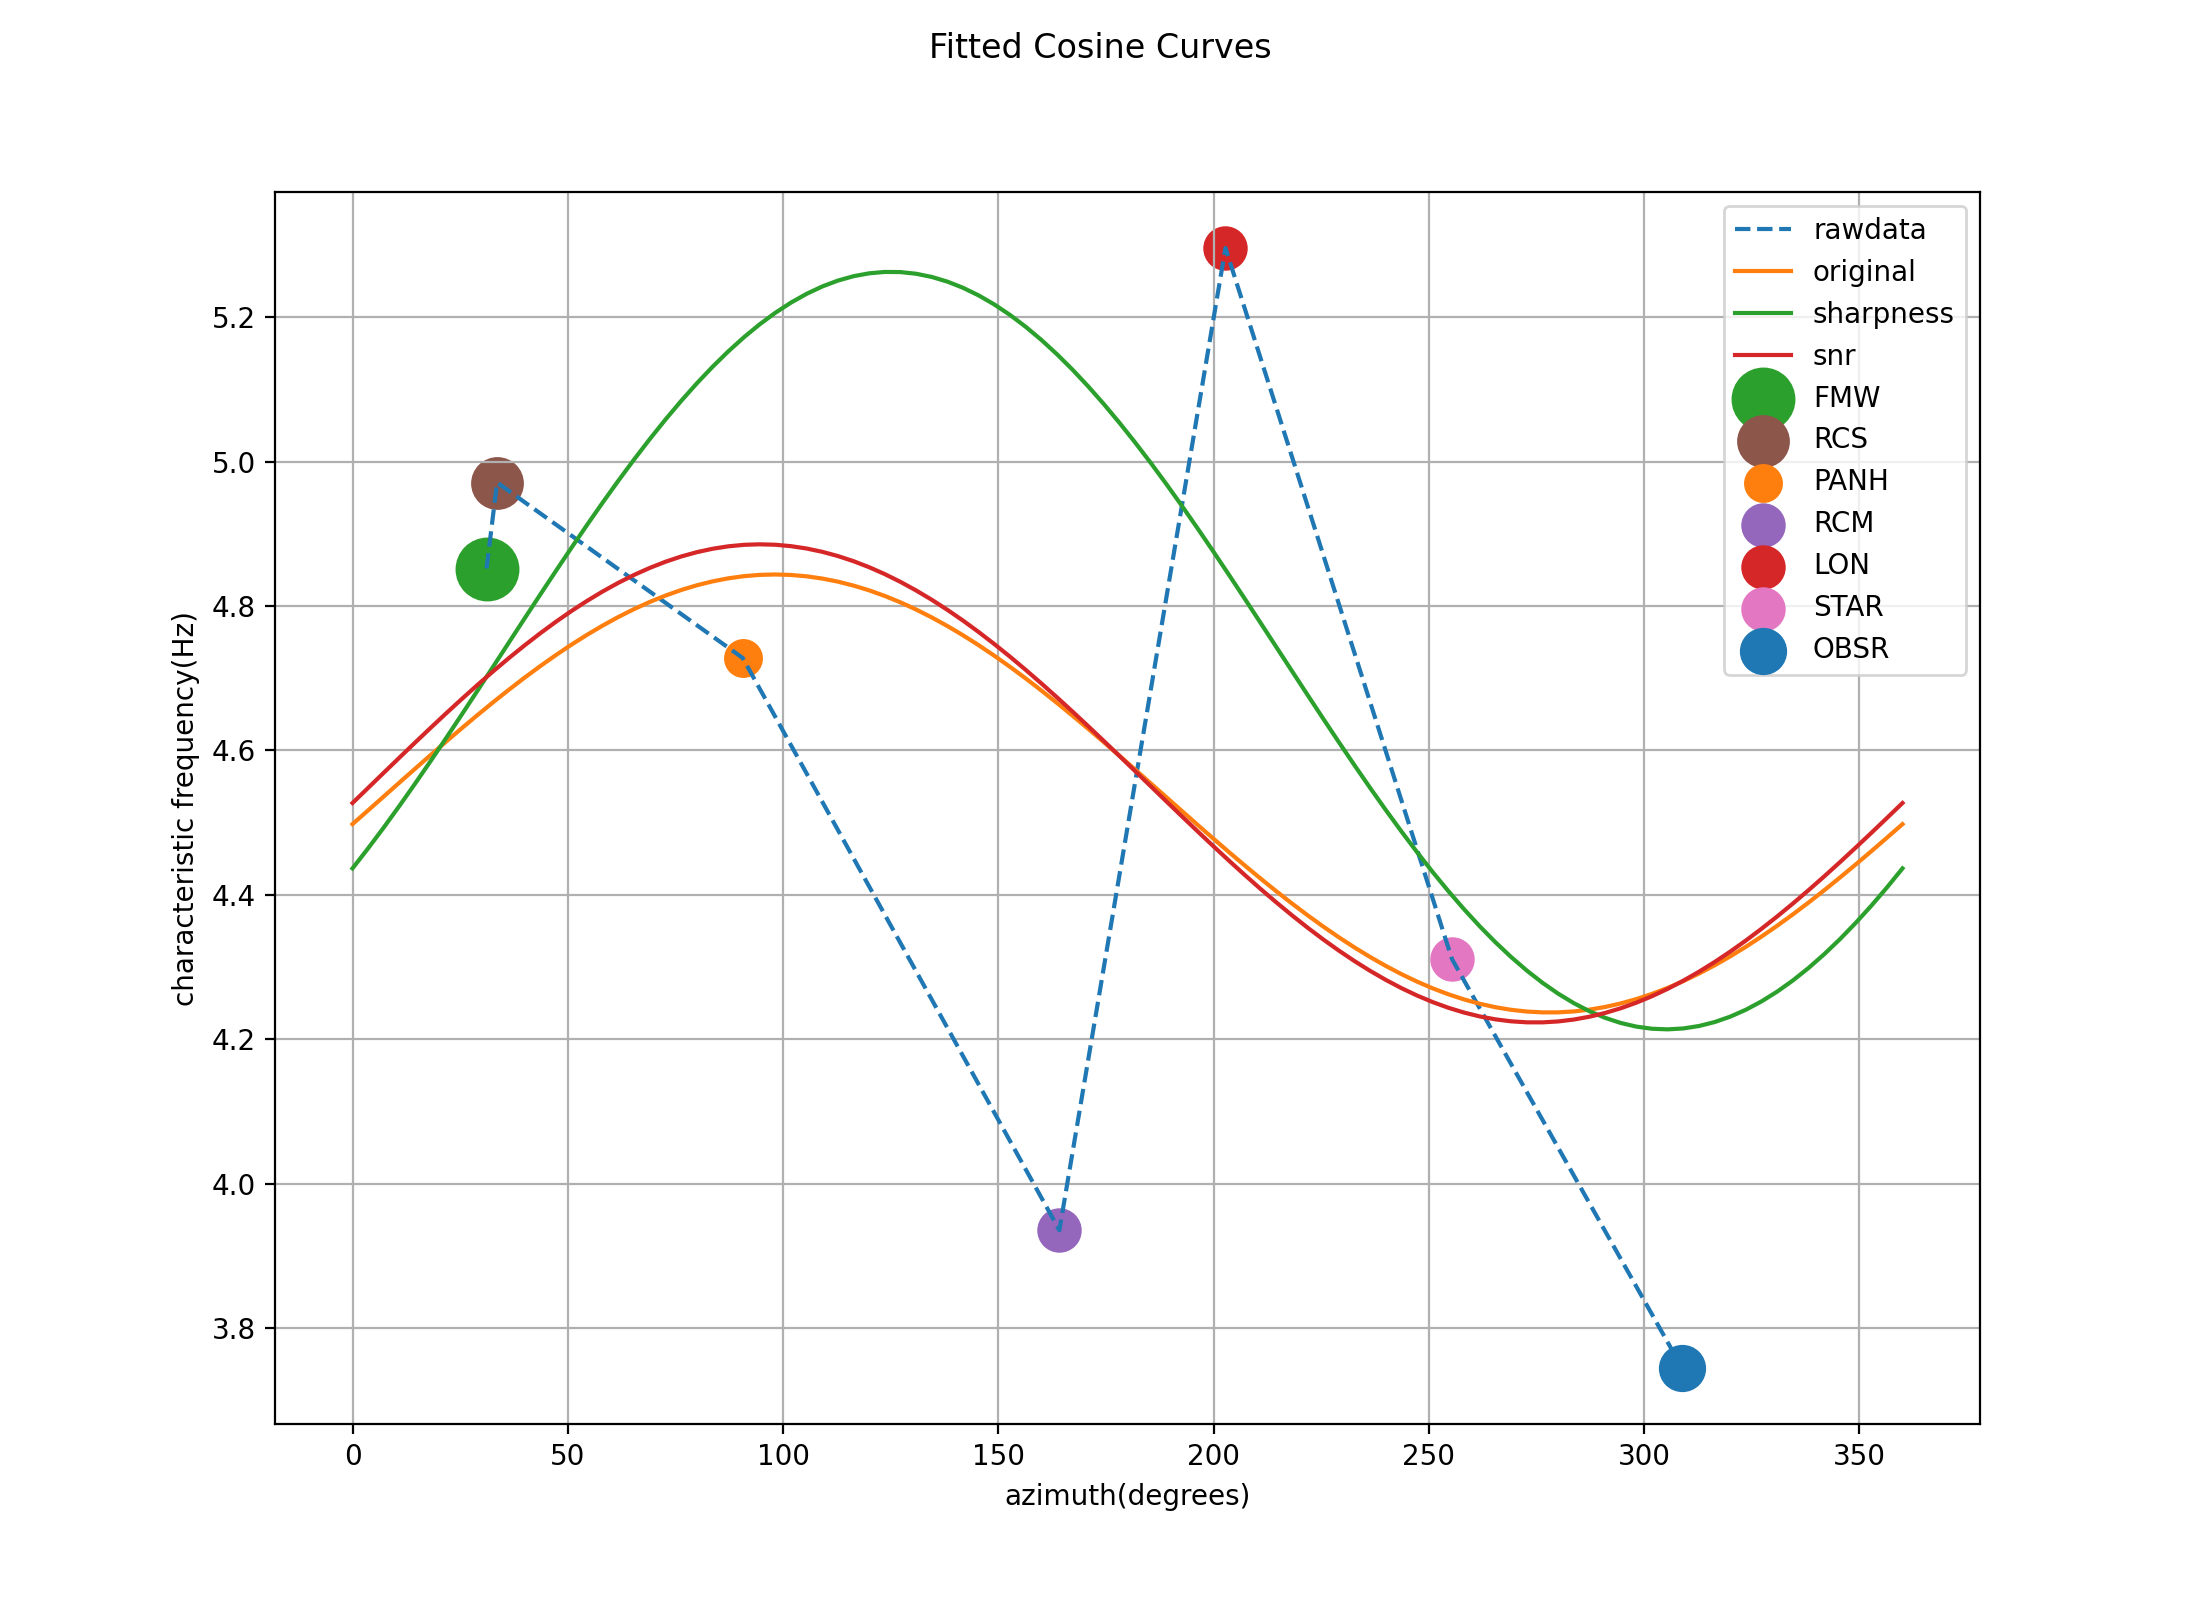 Fitted Cosine Curves
rawdata
original
sharpness
snr
FMW
RCS
PANH
RCM
LON
STAR
OBSR
characteristic frequency(Hz)
5.2
5.0
4.8
4.6
4.4
4.2
4.0
3.8
0 50 100 150 200 250 300 350
azimuth(degrees)